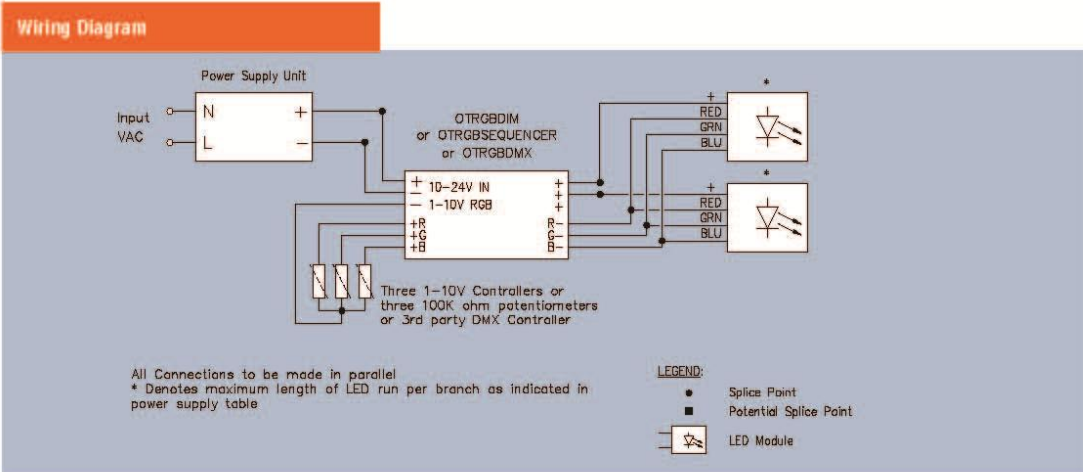 Wiring Diagram
Power Supply Unit
Input
VAC
N
L
+
−
OTRGBDIM
or OTRGBSEQUENCER
or OTRGBDMX
+ 10-24V IN
−
− 1-10V RGB
+R
+G
+B
+
+
+
R-
G-
B-
*
+
RED
GRN
BLU
*
+
RED
GRN
BLU
Three 1-10V Controllers or
three 100K ohm potentiometers
or 3rd party DMX Controller
All Connections to be made in parallel
* Denotes maximum length of LED run per branch as indicated in
power supply table
LEGEND:
Splice Point
Potential Splice Point
LED Module